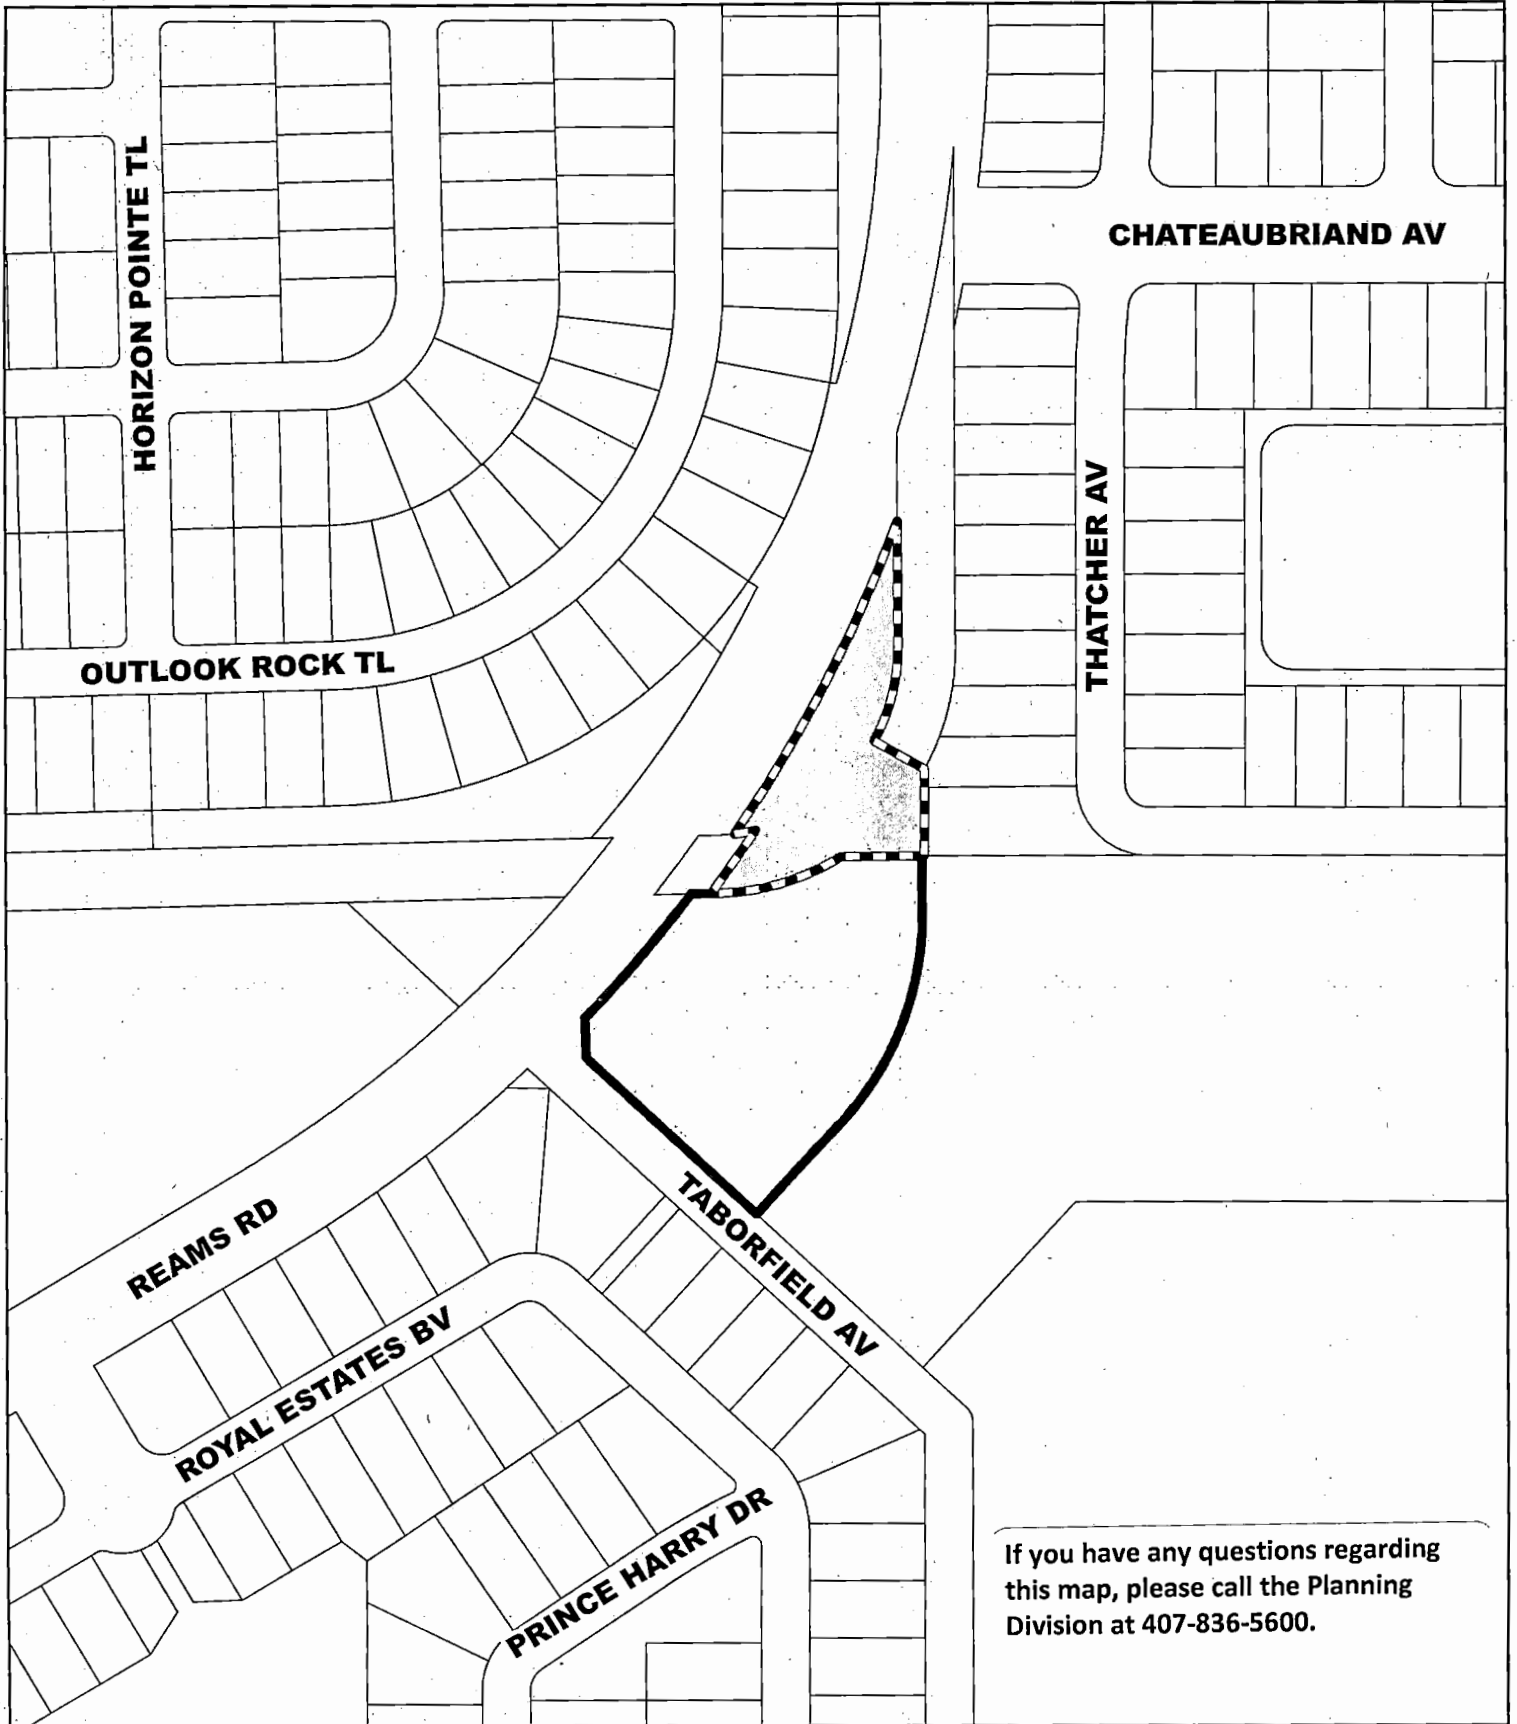 CHATEAUBRIAND AV
HORIZON POINTE TL
THATCHER AV
OUTLOOK ROCK TL
REAMS RD
TABORFIELD AV
ROYAL ESTATES BV
PRINCE HARRY DR
If you have any questions regarding
this map, please call the Planning
Division at 407-836-5600.